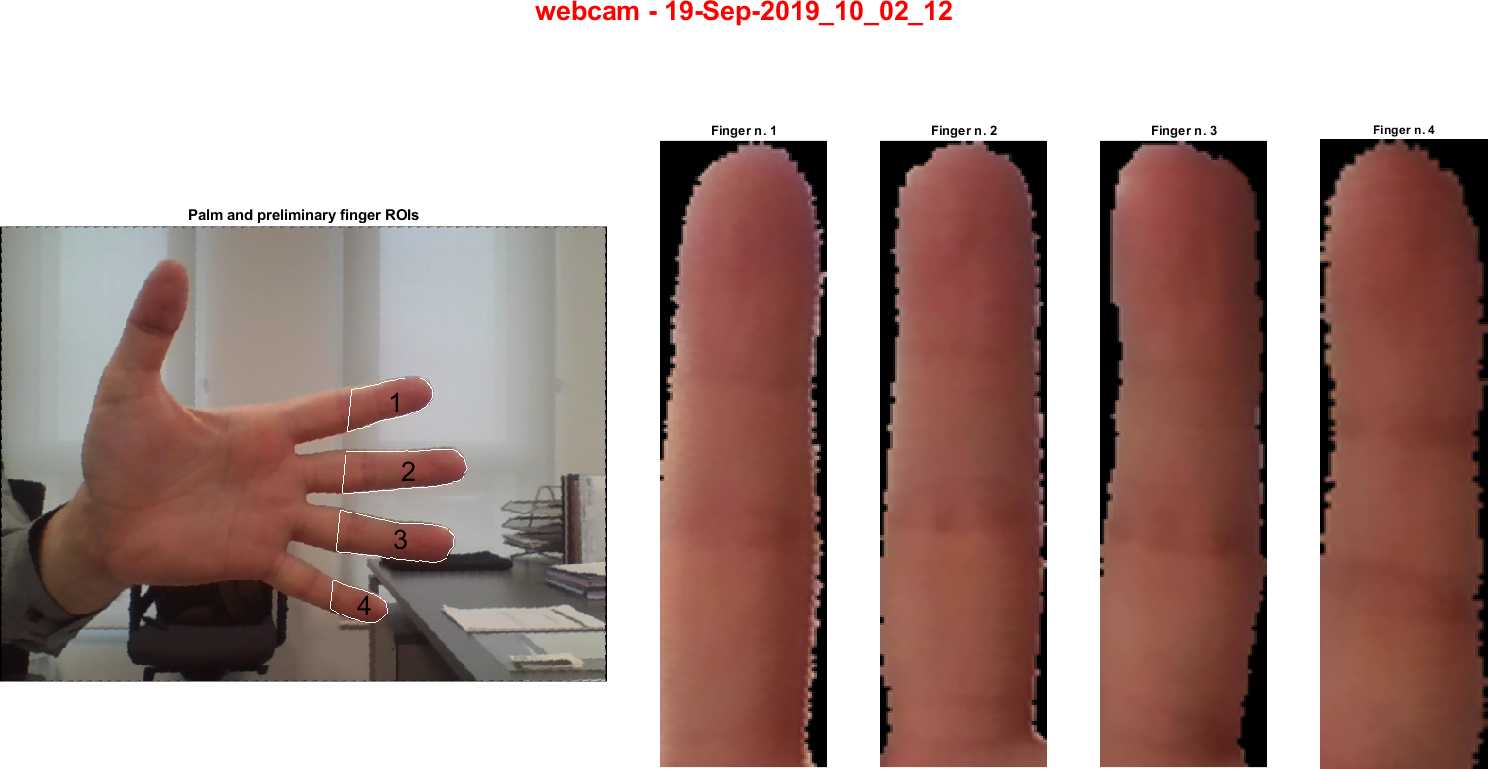 webcam - 19-Sep-2019_10_02_12
Finger n. 1
Finger n. 2
Finger n. 3
Finger n. 4
Palm and preliminary finger ROIs
1
2
3
4